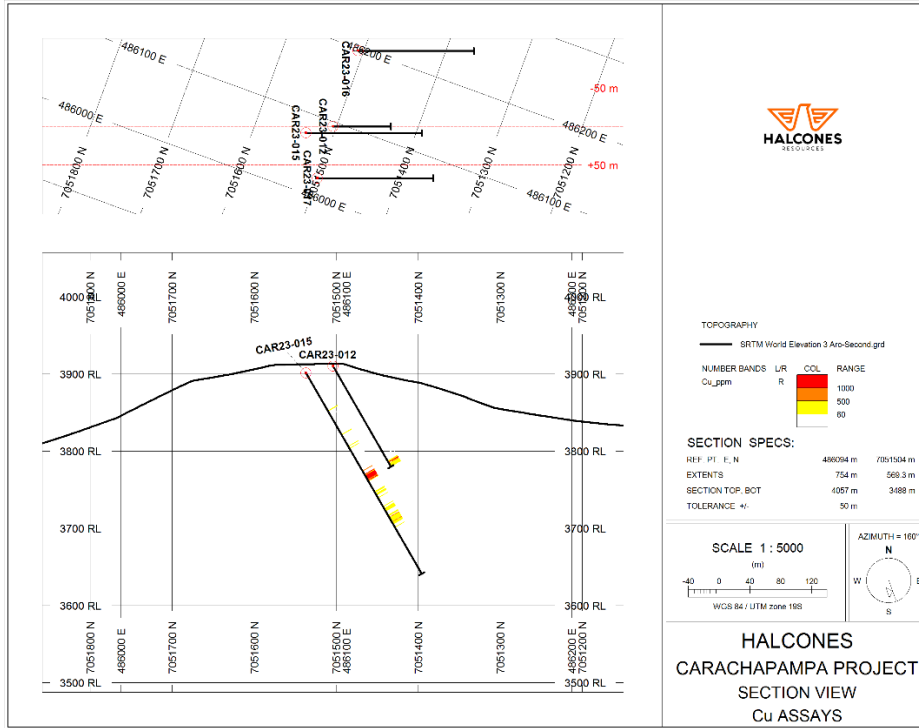 486100 E
486200 E
CAR23-016
-50 m
486000 E
CAR23-012
CAR23-015
486200 E
7051800 N
7051700 N
7051600 N
7051500 N
7051400 N
7051300 N
7051200 N
+50 m
486000 E
486100 E
HALCONES
RESOURCES
4000 RL
7051800 N
486000 E
7051700 N
7051600 N
7051500 N
486100 E
7051400 N
7051300 N
486200 E
7051200 N
4000 RL
TOPOGRAPHY
SRTM World Elevation 3 Arc-Second.grd
NUMBER BANDS L/R COL RANGE
Cu_ppm R 1000
500
60
CAR23-015
CAR23-012
3900 RL
3900 RL
3800 RL
3800 RL
3700 RL
3700 RL
3600 RL
3600 RL
7051800 N
486000 E
7051700 N
7051600 N
7051500 N
486100 E
7051400 N
7051300 N
486200 E
7051200 N
3500 RL
3500 RL
SECTION SPECS:
REF. PT. E, N 486094 m 7051504 m
EXTENTS 754 m 569.3 m
SECTION TOP, BOT 4057 m 3488 m
TOLERANCE +/- 50 m
SCALE 1 : 5000
(m)
-40 0 40 80 120
WGS 84 / UTM zone 19S
AZIMUTH = 160°
N
W E
S
HALCONES
CARACHAPAMPA PROJECT
SECTION VIEW
Cu ASSAYS